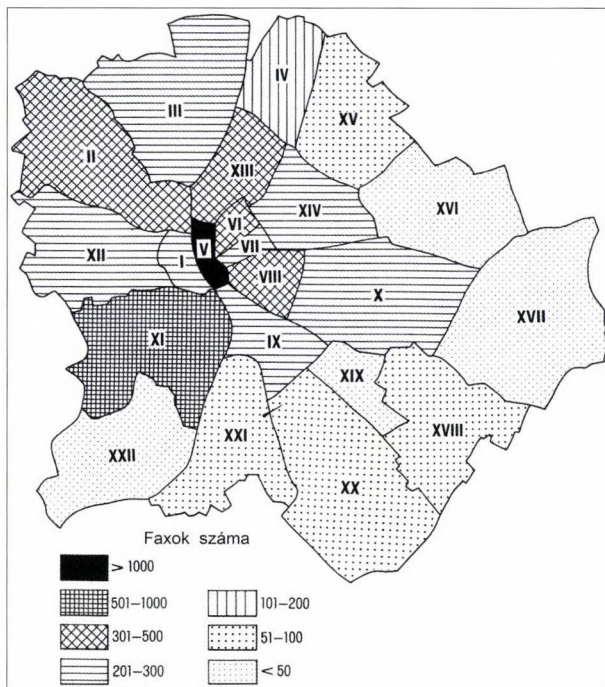 IV
III
XV
II
XIII
XVI
VI
XIV
XII
I
V
VII
VIII
X
XVII
XI
IX
XIX
XVIII
XXII
XXI
XX
Faxok száma
> 1000
501–1000
101–200
301–500
51–100
201–300
< 50